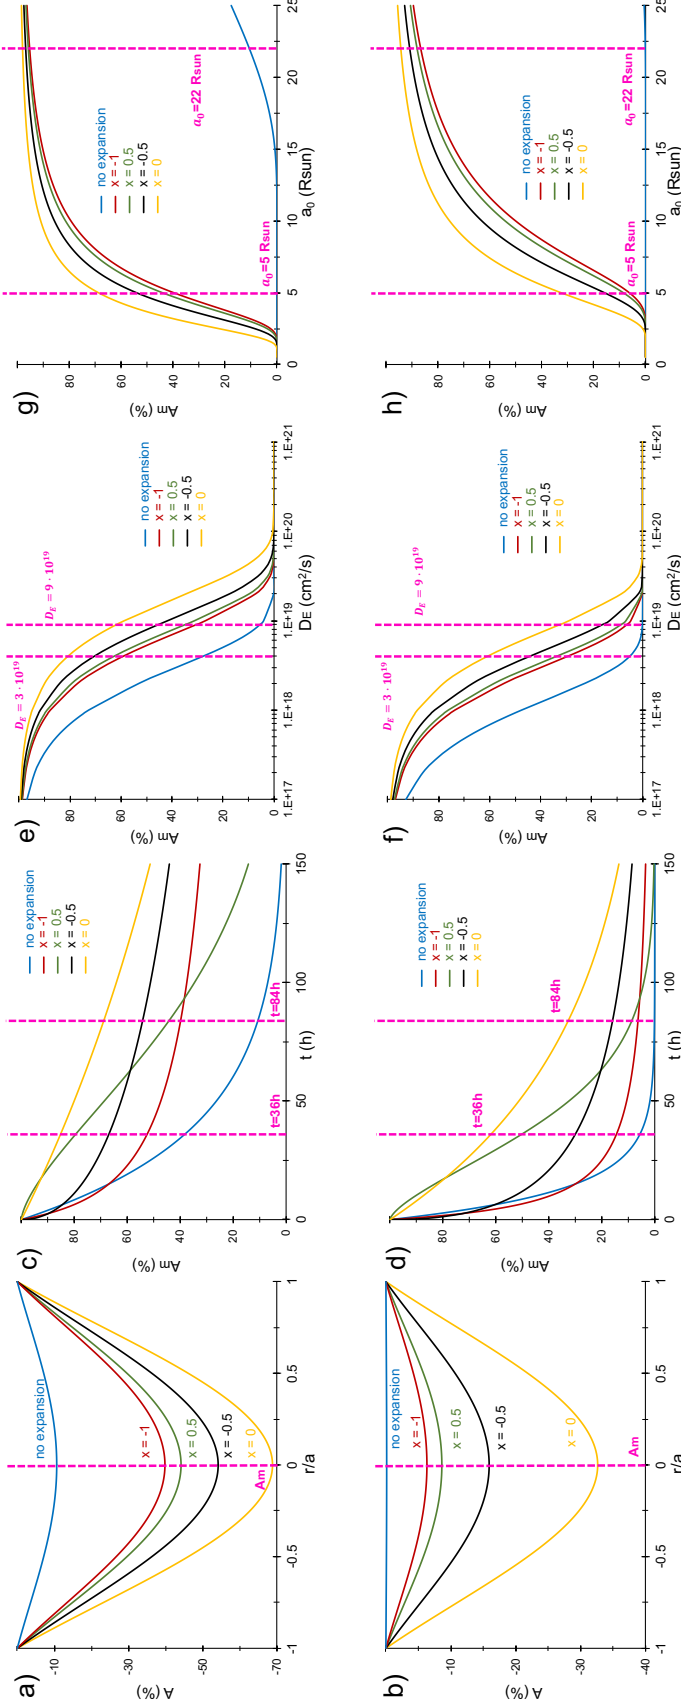 a)
A (%)
-10
-30
-50
-70
no expansion
x = -1
x = 0.5
x = -0.5
x = 0
Am
-1
-0.5
0
0.5
1
r/a
c)
Am (%)
80
60
40
20
0
no expansion
x = -1
x = 0.5
x = -0.5
x = 0
t=36h
t=84h
0
50
100
150
t (h)
e)
Am (%)
80
60
40
20
0
D_E = 3 · 10^19
D_E = 9 · 10^19
no expansion
x = -1
x = 0.5
x = -0.5
x = 0
1.E+17
1.E+18
1.E+19
1.E+20
1.E+21
DE (cm²/s)
g)
Am (%)
80
60
40
20
0
no expansion
x = -1
x = 0.5
x = -0.5
x = 0
a₀=5 Rsun
a₀=22 Rsun
0
5
10
15
20
25
a₀ (Rsun)
b)
A (%)
-10
-20
-30
-40
no expansion
x = -1
x = 0.5
x = -0.5
x = 0
Am
-1
-0.5
0
0.5
1
r/a
d)
Am (%)
80
60
40
20
0
no expansion
x = -1
x = 0.5
x = -0.5
x = 0
t=36h
t=84h
0
50
100
150
t (h)
f)
Am (%)
80
60
40
20
0
D_E = 3 · 10^19
D_E = 9 · 10^19
no expansion
x = -1
x = 0.5
x = -0.5
x = 0
1.E+17
1.E+18
1.E+19
1.E+20
1.E+21
DE (cm²/s)
h)
Am (%)
80
60
40
20
0
no expansion
x = -1
x = 0.5
x = -0.5
x = 0
a₀=5 Rsun
a₀=22 Rsun
0
5
10
15
20
25
a₀ (Rsun)